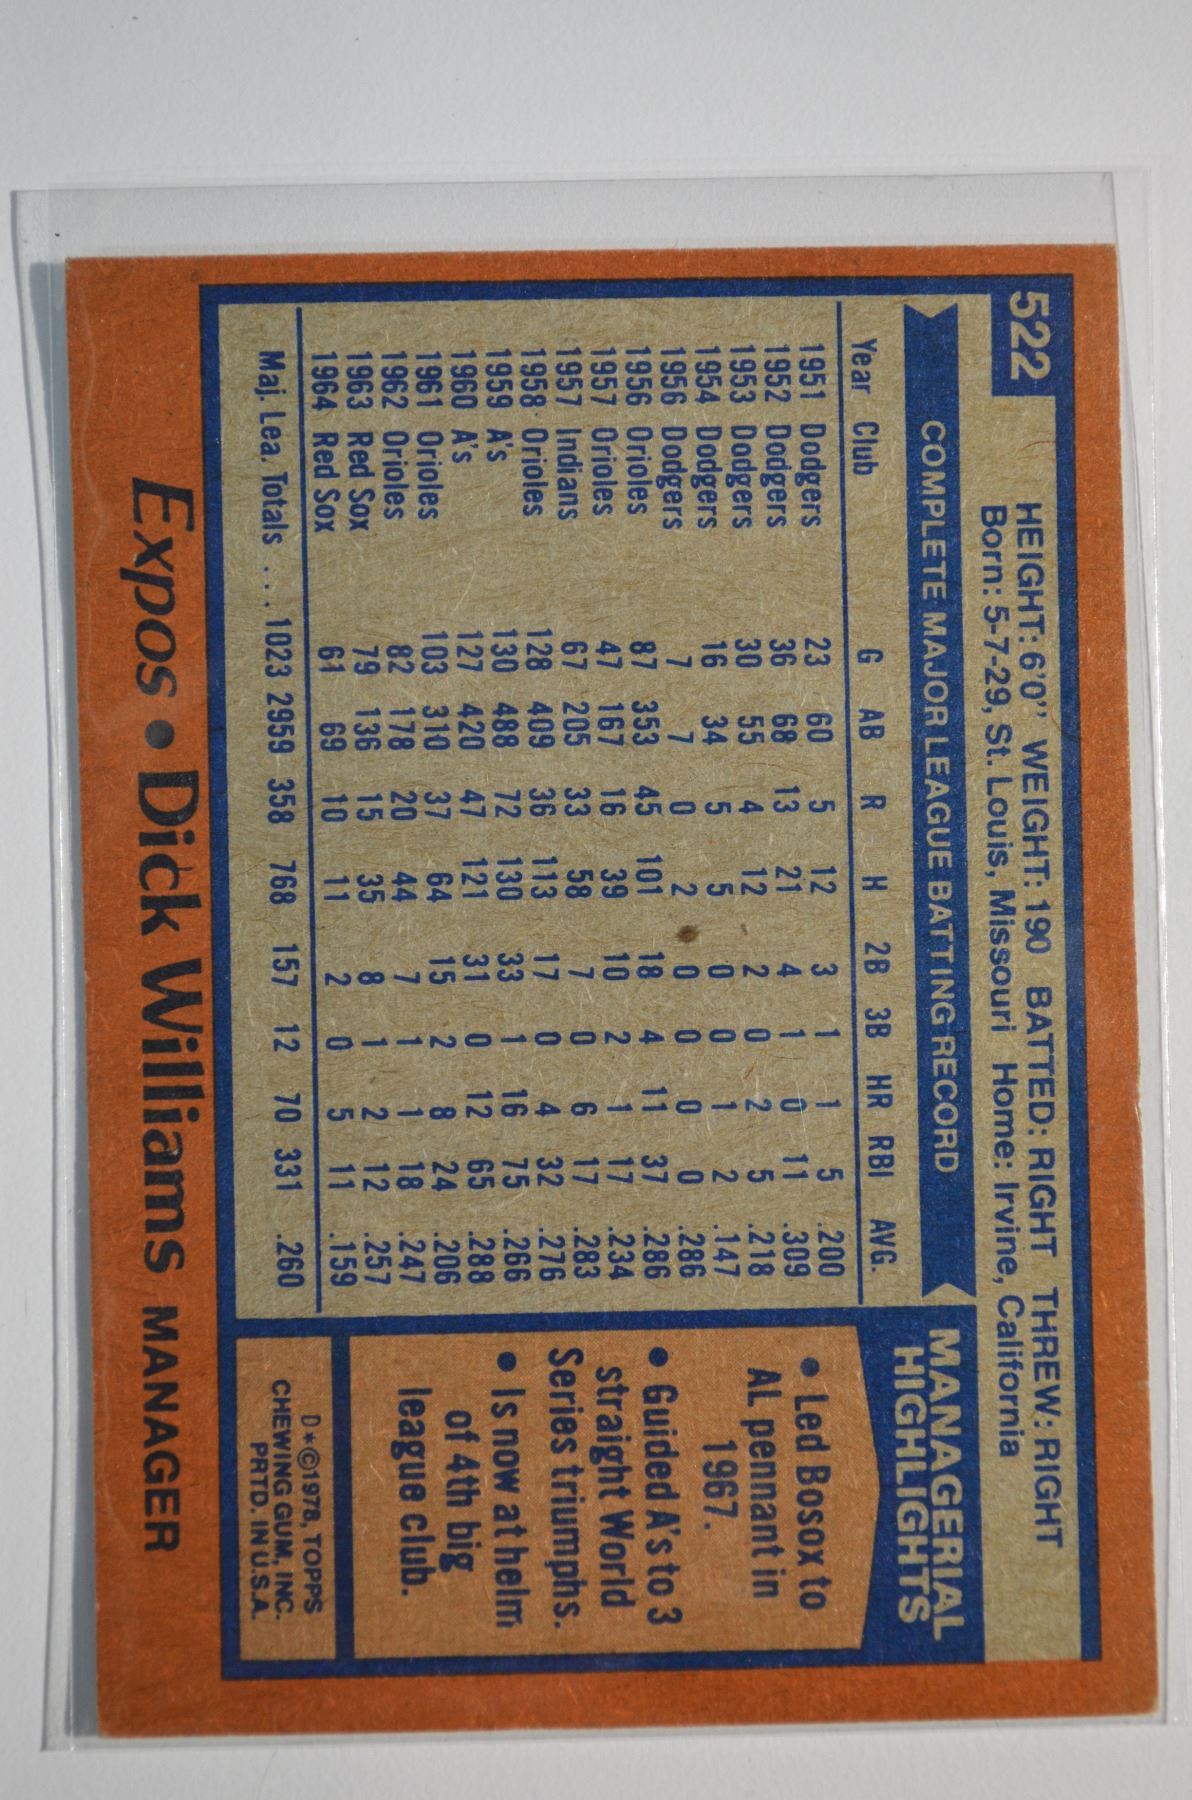 522
HEIGHT: 6'0" WEIGHT: 190 BATTED: RIGHT THREW: RIGHT
Born: 5-7-29, St. Louis, Missouri Home: Irvine, California
COMPLETE MAJOR LEAGUE BATTING RECORD
Year Club G AB R H 2B 3B HR RBI AVG.
1951 Dodgers 23 60 5 12 3 1 1 5 .200
1952 Dodgers 36 68 13 21 4 1 0 11 .309
1953 Dodgers 30 55 4 12 2 0 2 5 .218
1954 Dodgers 16 34 5 5 0 0 1 2 .147
1956 Dodgers 7 7 0 2 0 0 0 0 .286
1956 Orioles 87 353 45 101 18 4 11 37 .286
1957 Orioles 47 167 16 39 10 2 1 17 .234
1957 Indians 67 205 33 58 7 0 6 17 .283
1958 Orioles 128 409 36 113 17 0 4 32 .276
1959 A's 130 488 72 130 33 1 16 75 .266
1960 A's 127 420 47 121 31 0 12 65 .288
1961 Orioles 103 310 37 64 15 2 8 24 .206
1962 Orioles 82 178 20 44 7 1 1 18 .247
1963 Red Sox 79 136 15 35 8 1 2 12 .257
1964 Red Sox 61 69 10 11 2 0 5 11 .159
Maj. Lea. Totals ...1023 2959 358 768 157 12 70 331 .260
MANAGERIAL
HIGHLIGHTS
• Led Bosox to
AL pennant in
1967.
• Guided A's to 3
straight World
Series triumphs.
• Is now at helm
of 4th big
league club.
D*©1978, TOPPS
CHEWING GUM, INC.
PRTD. IN U.S.A.
Expos • Dick Williams MANAGER